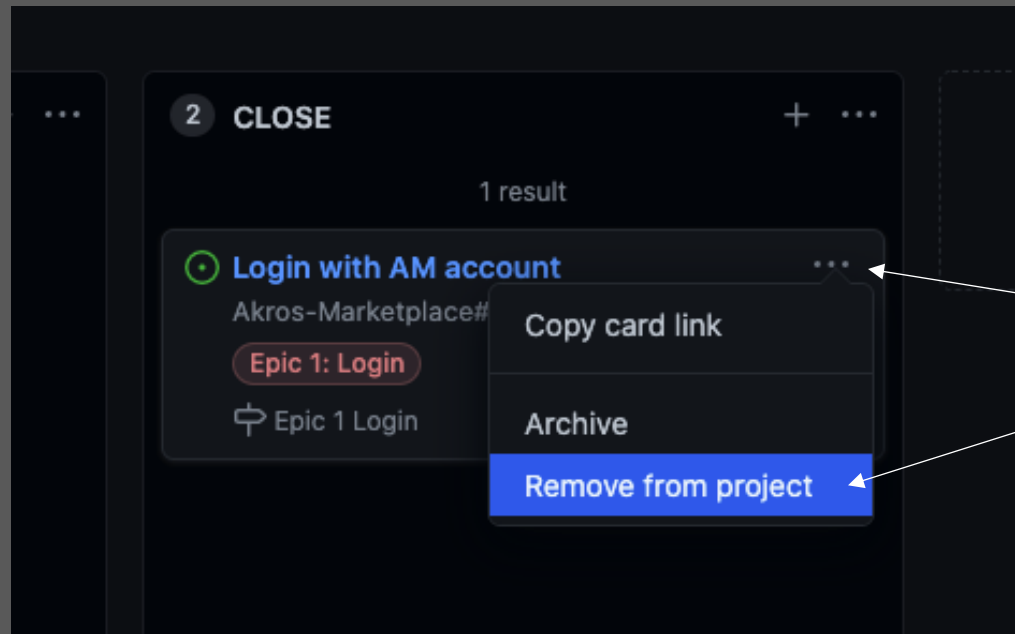 2 CLOSE
1 result
Login with AM account
Akros-Marketplace#
Epic 1: Login
Epic 1 Login
Copy card link
Archive
Remove from project